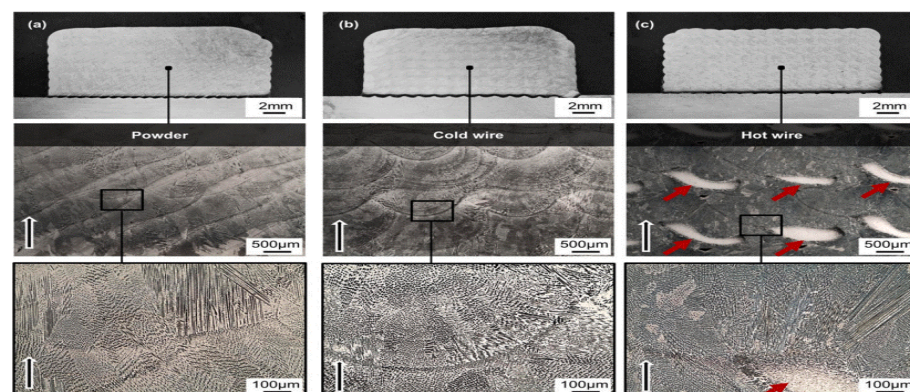 (a)
2mm
(b)
2mm
(c)
2mm
Powder
500μm
Cold wire
500μm
Hot wire
500μm
100μm
100μm
100μm